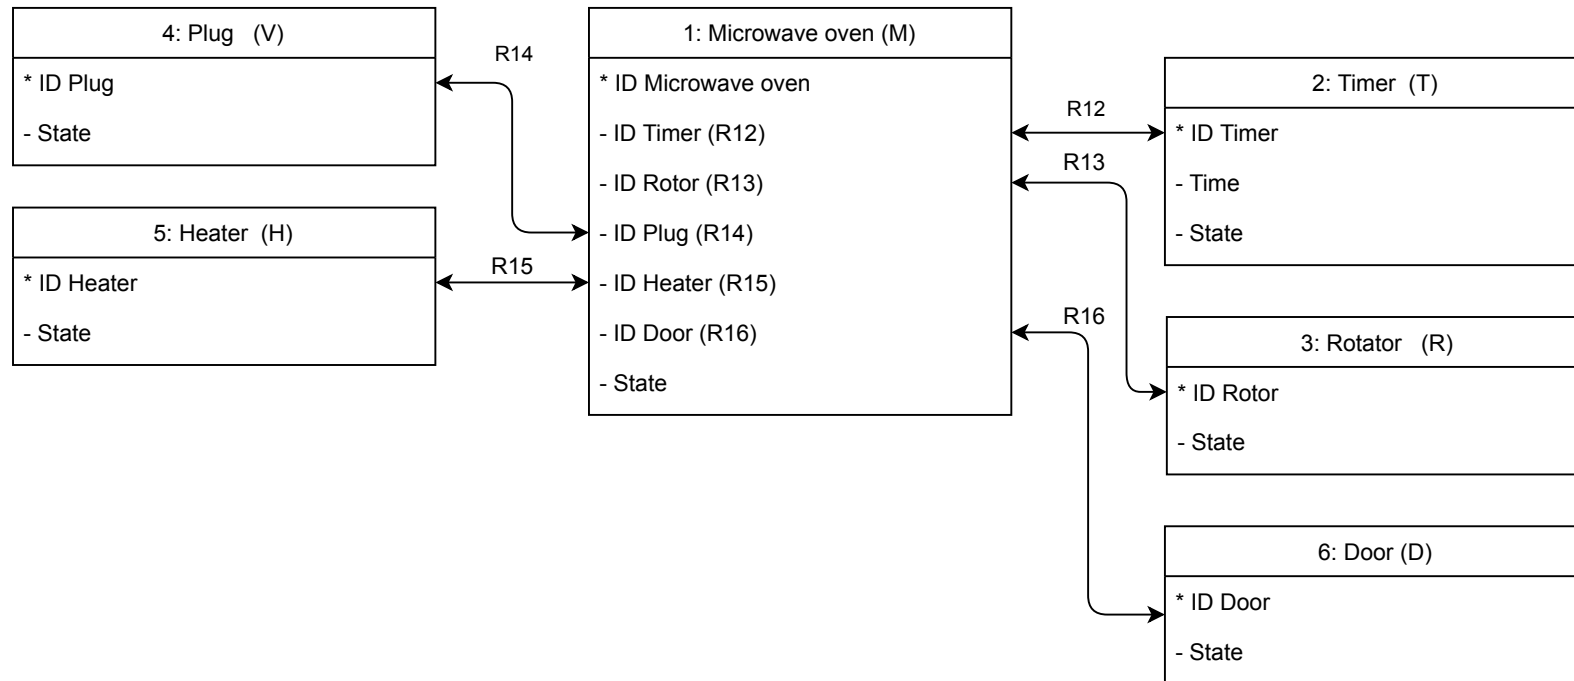 4: Plug (V)
* ID Plug
- State
R14
5: Heater (H)
* ID Heater
- State
R15
1: Microwave oven (M)
* ID Microwave oven
- ID Timer (R12)
- ID Rotor (R13)
- ID Plug (R14)
- ID Heater (R15)
- ID Door (R16)
- State
R12
R13
R16
2: Timer (T)
* ID Timer
- Time
- State
3: Rotator (R)
* ID Rotor
- State
6: Door (D)
* ID Door
- State